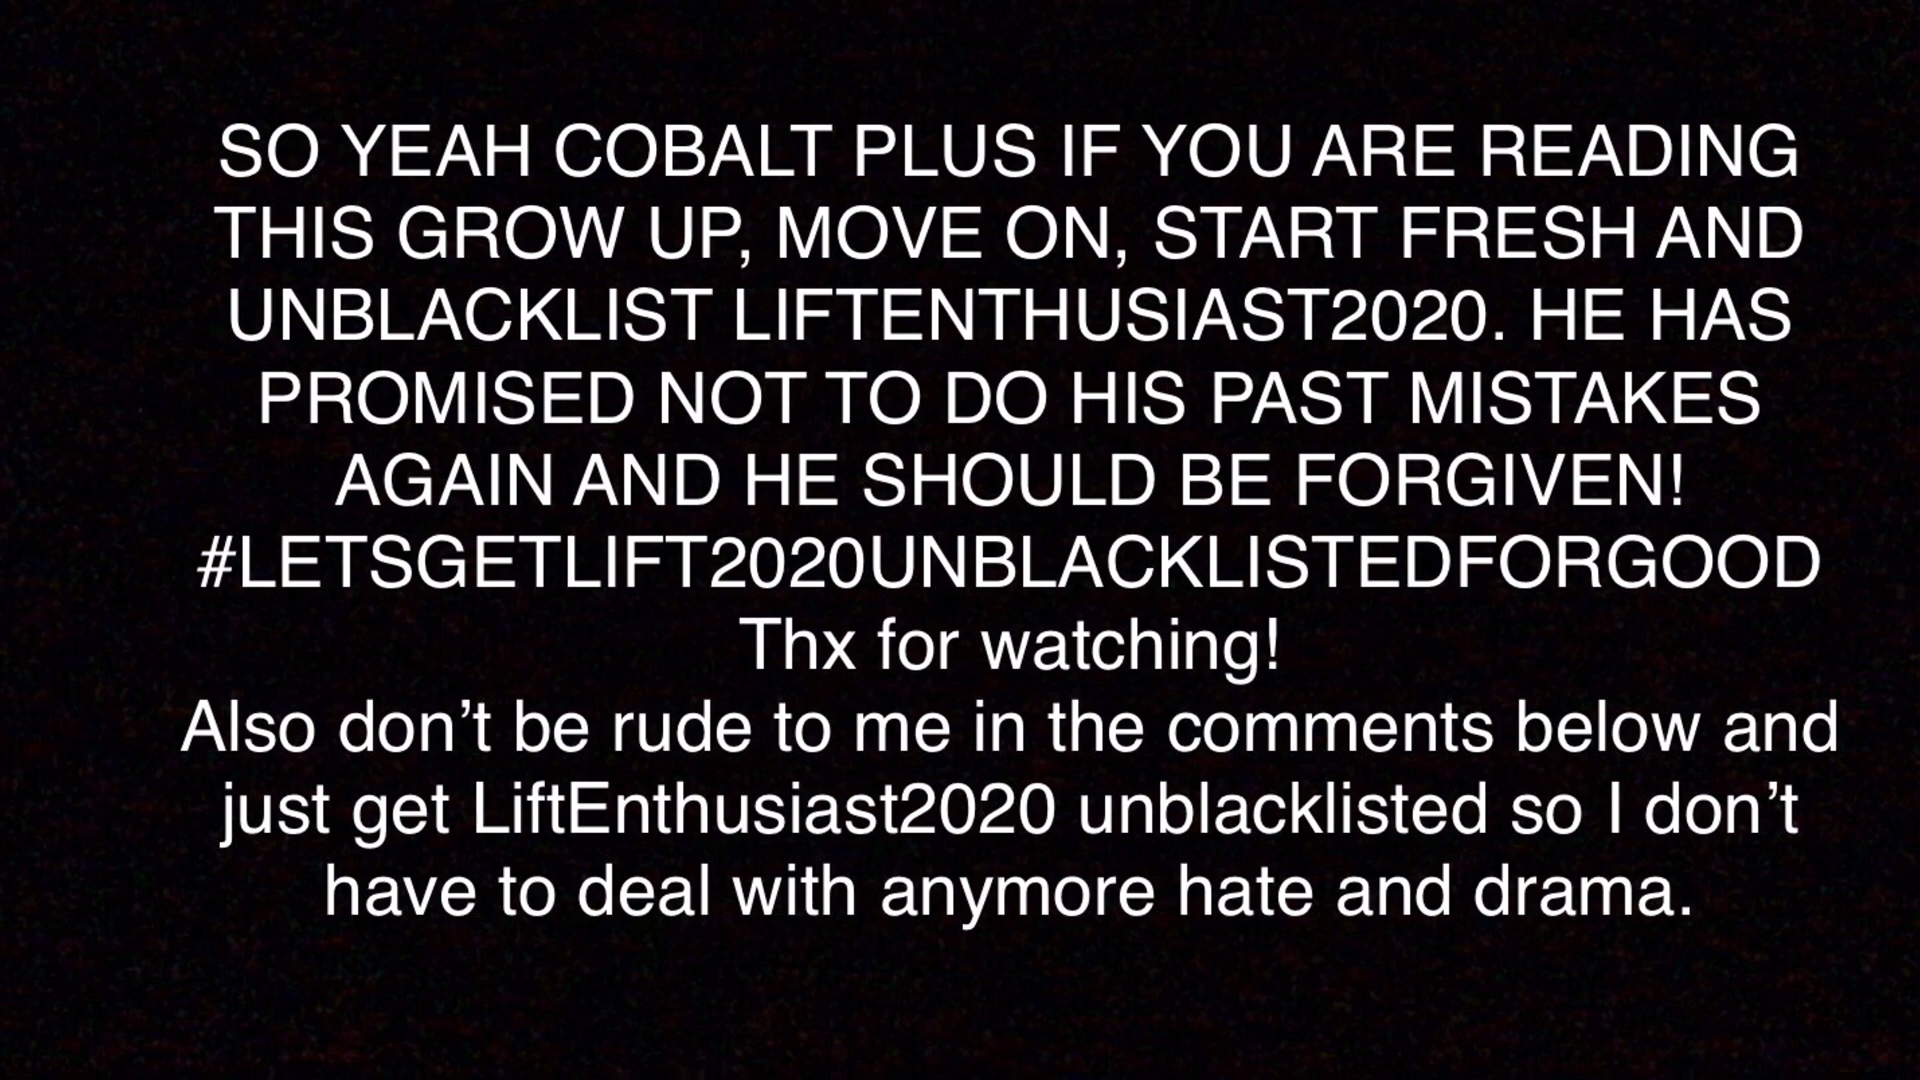 SO YEAH COBALT PLUS IF YOU ARE READING
THIS GROW UP, MOVE ON, START FRESH AND
UNBLACKLIST LIFTENTHUSIAST2020. HE HAS
PROMISED NOT TO DO HIS PAST MISTAKES
AGAIN AND HE SHOULD BE FORGIVEN!
#LETSGETLIFT2020UNBLACKLISTEDFORGOOD
Thx for watching!
Also don’t be rude to me in the comments below and
just get LiftEnthusiast2020 unblacklisted so I don’t
have to deal with anymore hate and drama.